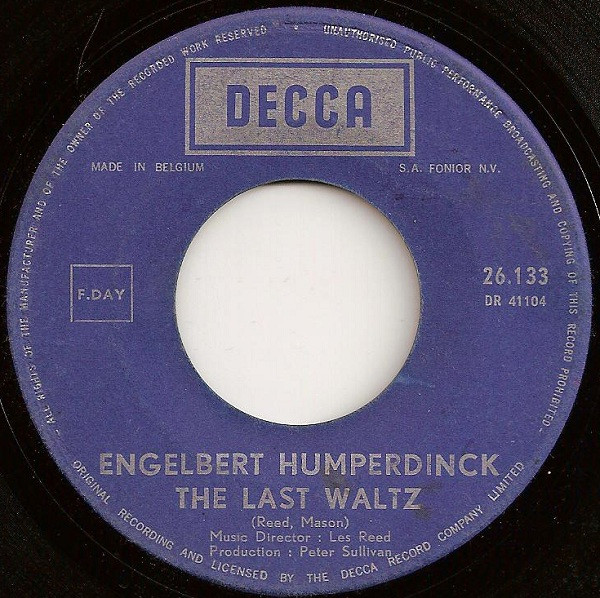 ALL RIGHTS OF THE MANUFACTURER AND OF THE OWNER OF THE RECORDED WORK RESERVED • UNAUTHORISED PUBLIC PERFORMANCE BROADCASTING AND COPYING OF THIS RECORD PROHIBITED-
DECCA
MADE IN BELGIUM
S.A. FONIOR N.V.
F.DAY
26.133
DR 41104
ENGELBERT HUMPERDINCK
THE LAST WALTZ
(Reed, Mason)
Music Director : Les Reed
Production : Peter Sullivan
ORIGINAL RECORDING AND LICENSED BY THE DECCA RECORD COMPANY LIMITED